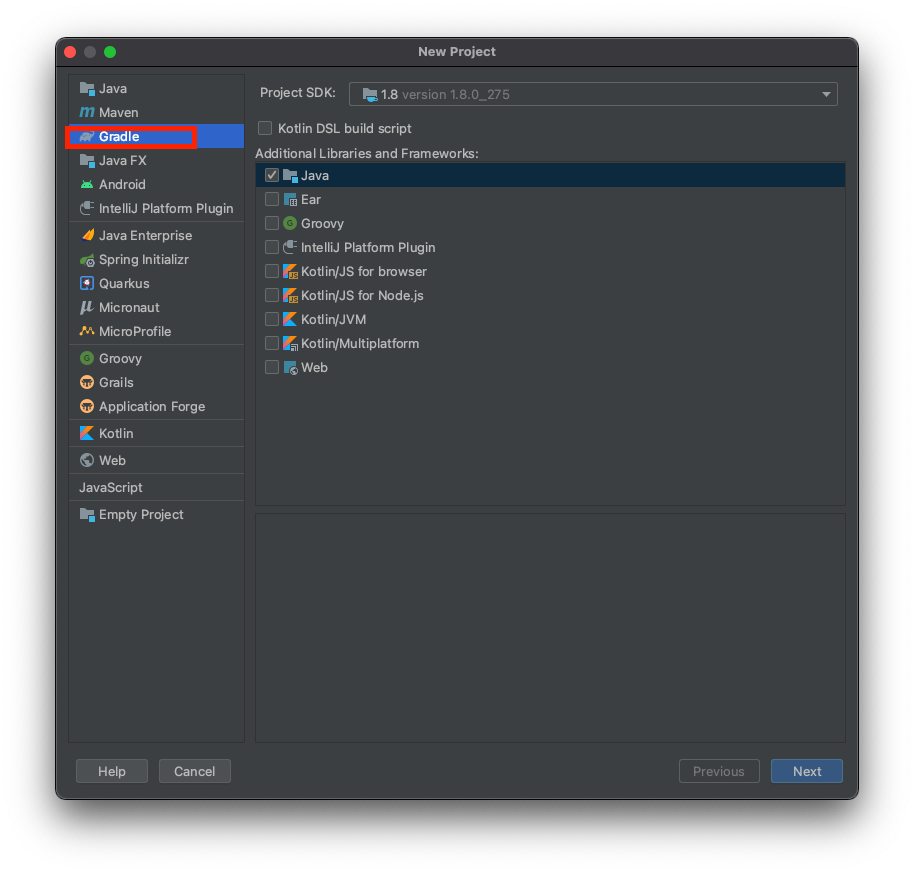 New Project
Java
Maven
Gradle
Java FX
Android
IntelliJ Platform Plugin
Java Enterprise
Spring Initializr
Quarkus
Micronaut
MicroProfile
Groovy
Grails
Application Forge
Kotlin
Web
JavaScript
Empty Project
Project SDK: 1.8 version 1.8.0_275
Kotlin DSL build script
Additional Libraries and Frameworks:
Java
Ear
Groovy
IntelliJ Platform Plugin
Kotlin/JS for browser
Kotlin/JS for Node.js
Kotlin/JVM
Kotlin/Multiplatform
Web
Help Cancel Previous Next